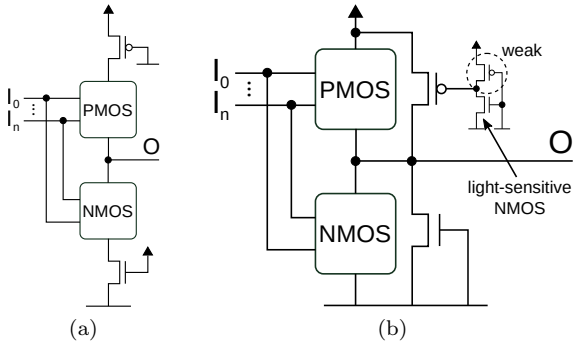 I0
⋮
In
PMOS
O
NMOS
(a)
I0
⋮
In
PMOS
weak
O
NMOS
light-sensitive
NMOS
(b)